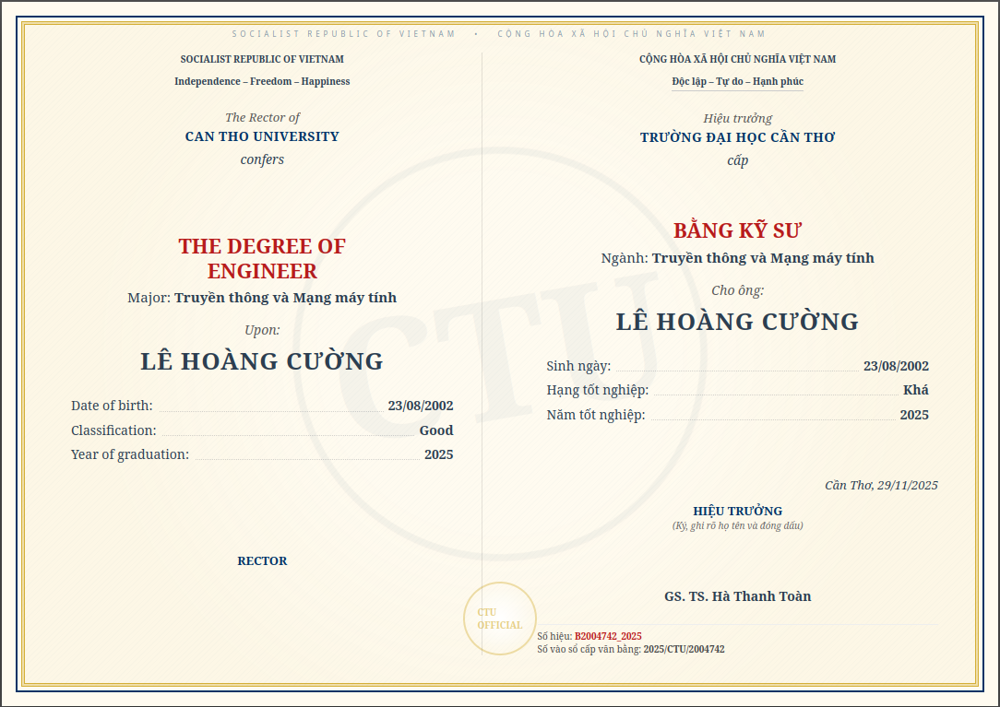 SOCIALIST REPUBLIC OF VIETNAM • CỘNG HÒA XÃ HỘI CHỦ NGHĨA VIỆT NAM
SOCIALIST REPUBLIC OF VIETNAM
Independence – Freedom – Happiness
The Rector of
CAN THO UNIVERSITY
confers
THE DEGREE OF
ENGINEER
Major: Truyền thông và Mạng máy tính
Upon:
LÊ HOÀNG CƯỜNG
Date of birth: 23/08/2002
Classification: Good
Year of graduation: 2025
RECTOR
CỘNG HÒA XÃ HỘI CHỦ NGHĨA VIỆT NAM
Độc lập – Tự do – Hạnh phúc
Hiệu trưởng
TRƯỜNG ĐẠI HỌC CẦN THƠ
cấp
BẰNG KỸ SƯ
Ngành: Truyền thông và Mạng máy tính
Cho ông:
LÊ HOÀNG CƯỜNG
Sinh ngày: 23/08/2002
Hạng tốt nghiệp: Khá
Năm tốt nghiệp: 2025
Cần Thơ, 29/11/2025
HIỆU TRƯỞNG
(Ký, ghi rõ họ tên và đóng dấu)
GS. TS. Hà Thanh Toàn
CTU
CTU
OFFICIAL
Số hiệu: B2004742_2025
Số vào sổ cấp văn bằng: 2025/CTU/2004742